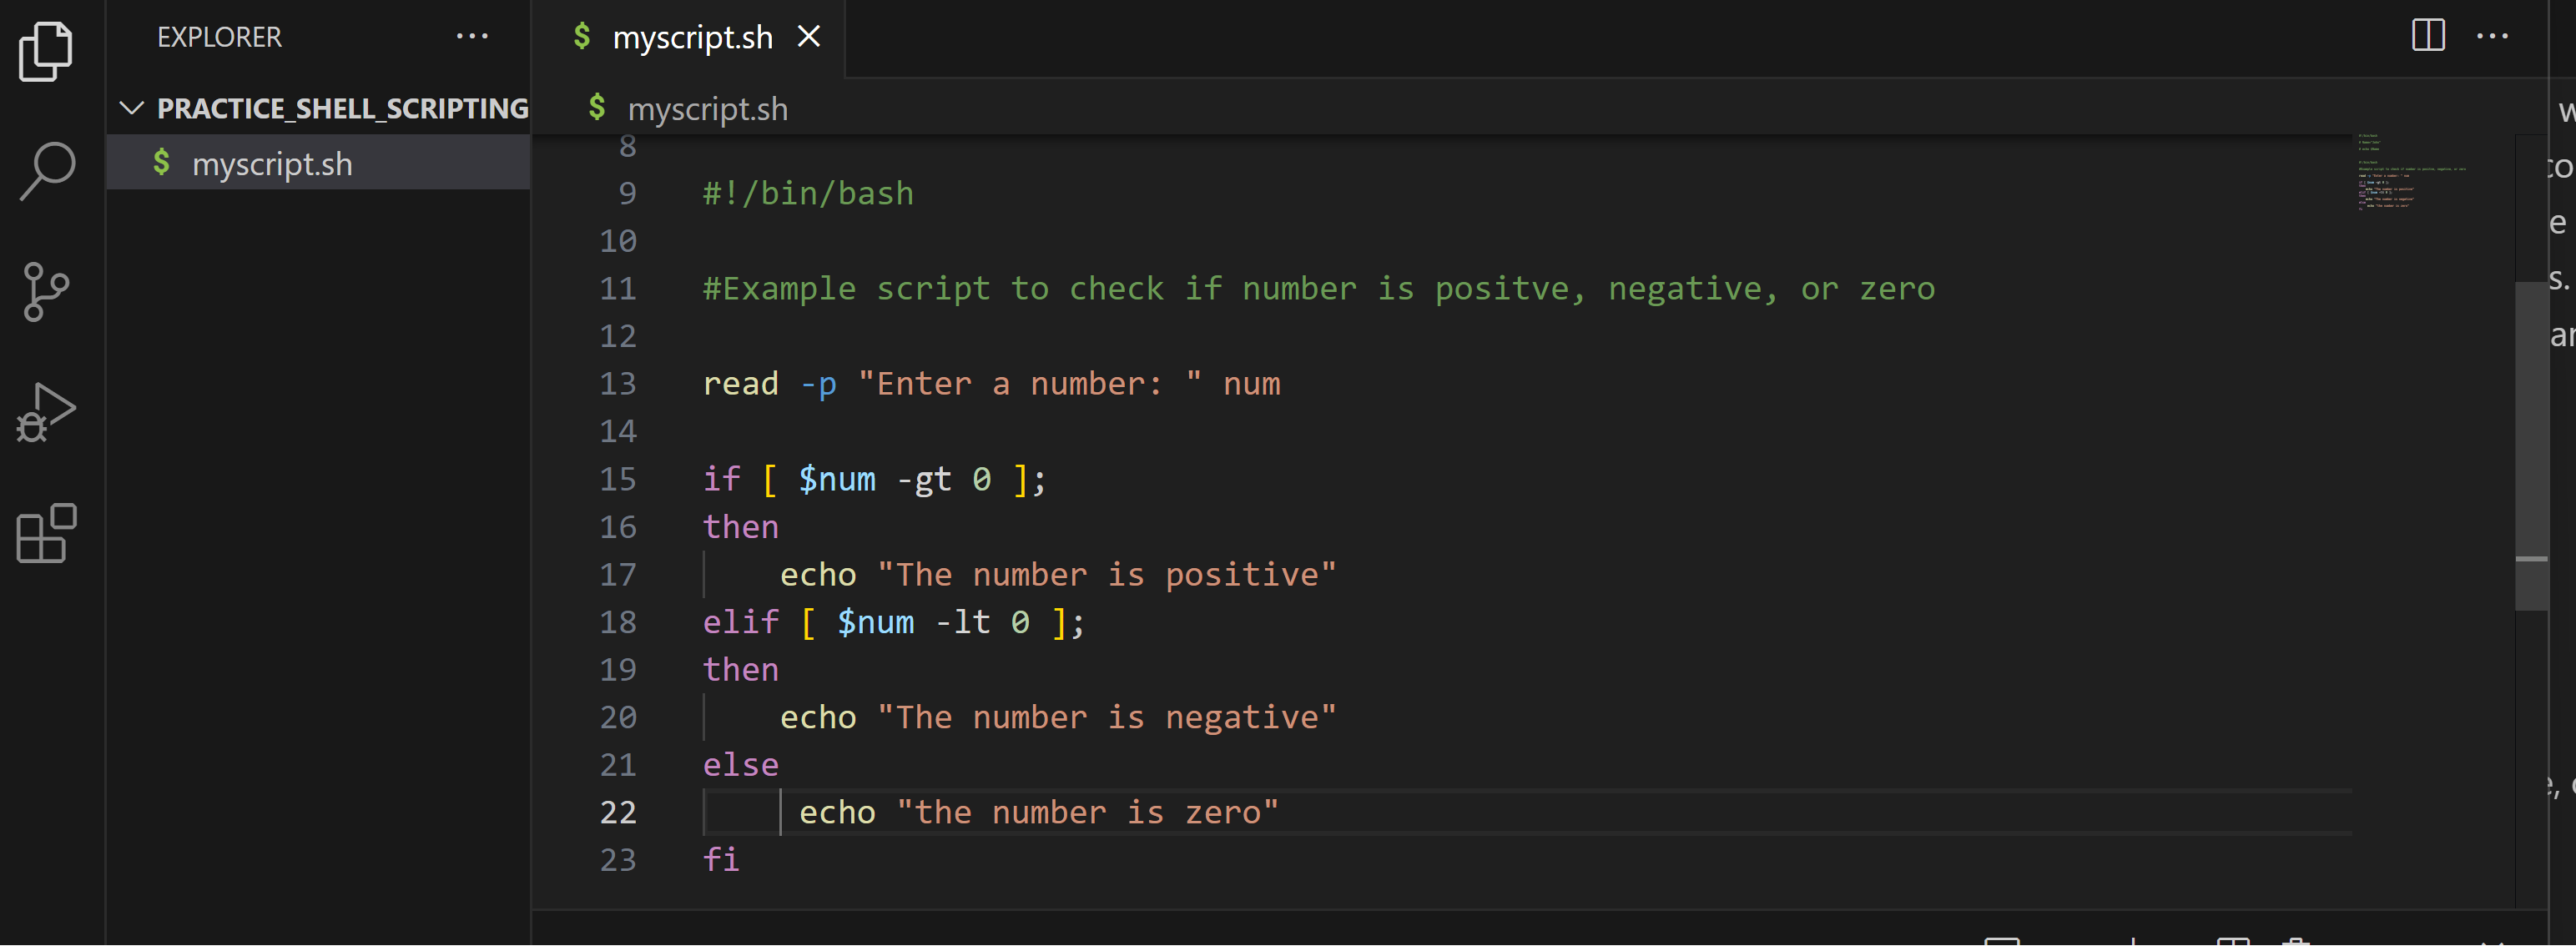 EXPLORER
PRACTICE_SHELL_SCRIPTING
$ myscript.sh
$ myscript.sh
$ myscript.sh
8
9 #!/bin/bash
10
11 #Example script to check if number is positve, negative, or zero
12
13 read -p "Enter a number: " num
14
15 if [ $num -gt 0 ];
16 then
17 echo "The number is positive"
18 elif [ $num -lt 0 ];
19 then
20 echo "The number is negative"
21 else
22 echo "the number is zero"
23 fi